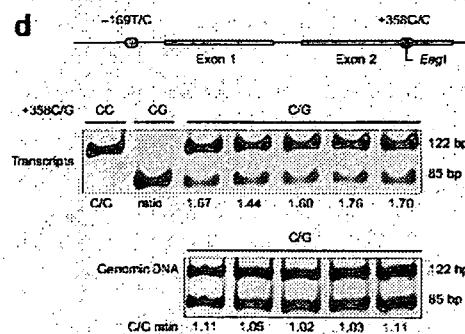 d
–169T/C +358C/C
Exon 1 Exon 2 EagI
+358C/G CC CG C/G
Transcripts 122 bp
85 bp
C/G ratio 1.67 1.44 1.60 1.76 1.70
C/G
Genomic DNA 122 bp
85 bp
C/C ratio 1.11 1.05 1.02 1.03 1.11